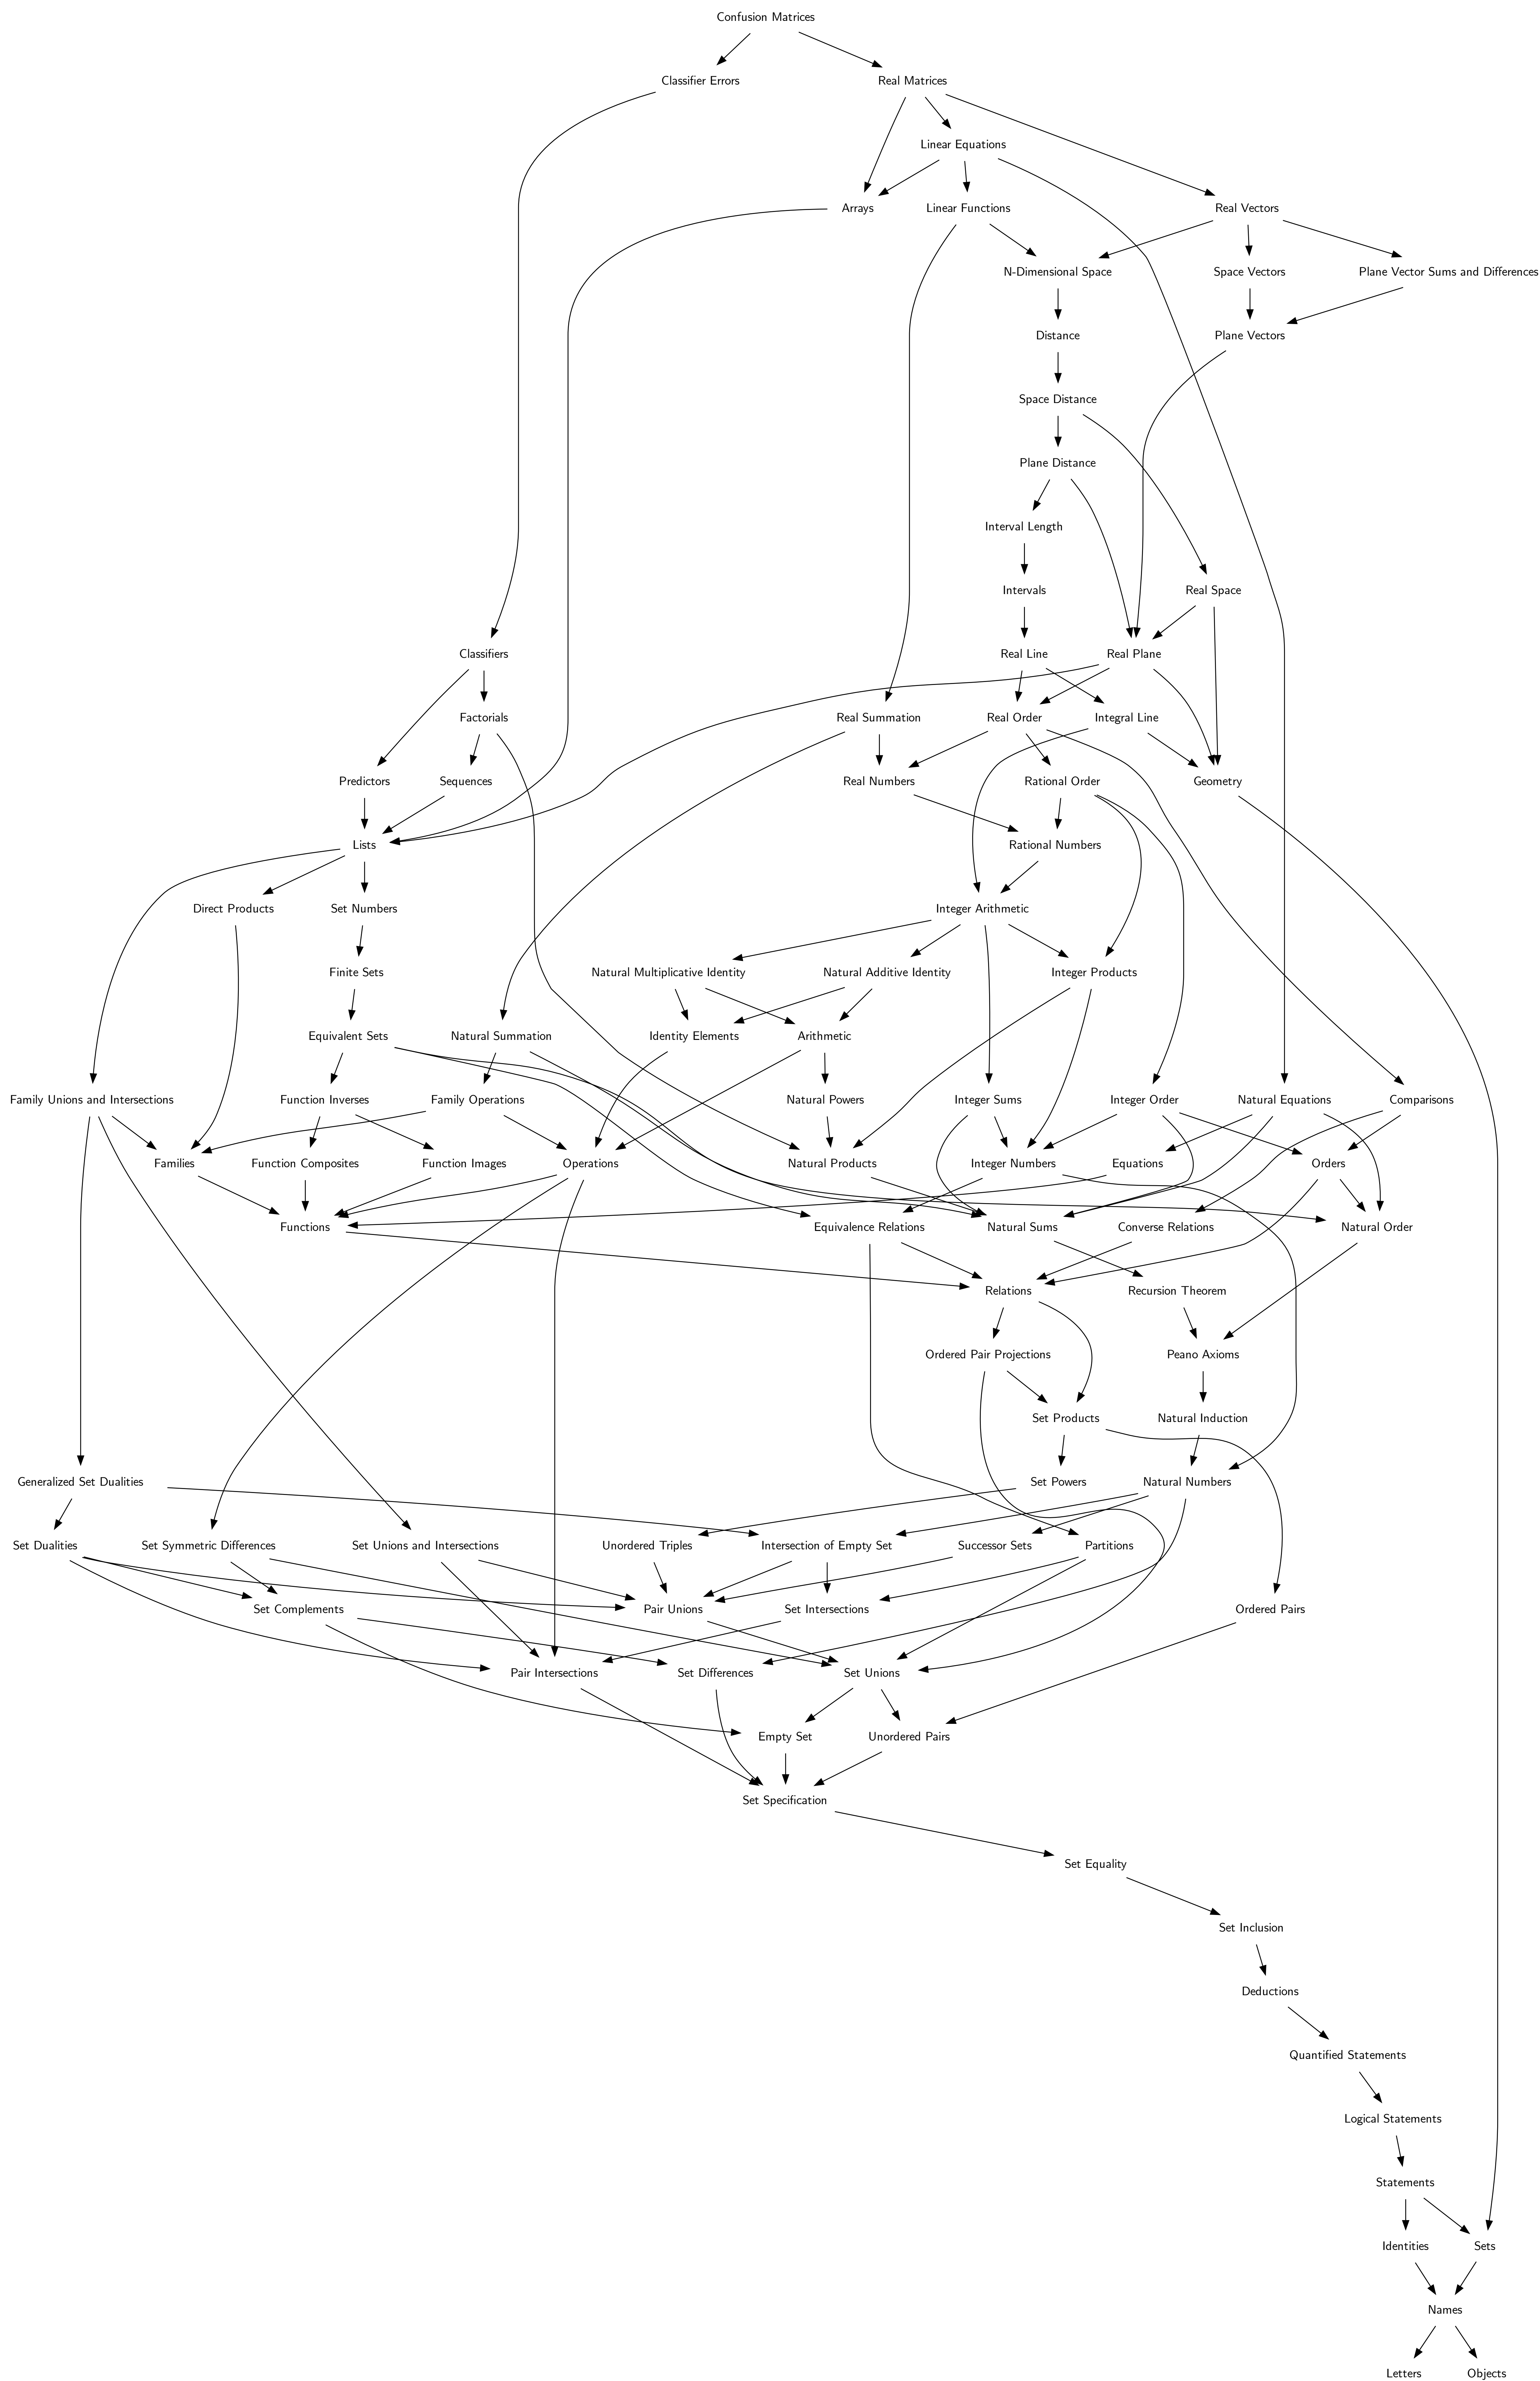 Confusion Matrices
Classifier Errors
Real Matrices
Linear Equations
Arrays
Linear Functions
Real Vectors
N-Dimensional Space
Space Vectors
Plane Vector Sums and Differences
Distance
Plane Vectors
Space Distance
Plane Distance
Interval Length
Intervals
Real Space
Classifiers
Real Line
Real Plane
Factorials
Real Summation
Real Order
Integral Line
Predictors
Sequences
Real Numbers
Rational Order
Geometry
Lists
Rational Numbers
Direct Products
Set Numbers
Integer Arithmetic
Finite Sets
Natural Multiplicative Identity
Natural Additive Identity
Integer Products
Equivalent Sets
Natural Summation
Identity Elements
Arithmetic
Family Unions and Intersections
Function Inverses
Family Operations
Natural Powers
Integer Sums
Integer Order
Natural Equations
Comparisons
Families
Function Composites
Function Images
Operations
Natural Products
Integer Numbers
Equations
Orders
Functions
Equivalence Relations
Natural Sums
Converse Relations
Natural Order
Relations
Recursion Theorem
Ordered Pair Projections
Peano Axioms
Set Products
Natural Induction
Generalized Set Dualities
Set Powers
Natural Numbers
Set Dualities
Set Symmetric Differences
Set Unions and Intersections
Unordered Triples
Intersection of Empty Set
Successor Sets
Partitions
Set Complements
Pair Unions
Set Intersections
Ordered Pairs
Pair Intersections
Set Differences
Set Unions
Empty Set
Unordered Pairs
Set Specification
Set Equality
Set Inclusion
Deductions
Quantified Statements
Logical Statements
Statements
Identities
Sets
Names
Letters
Objects